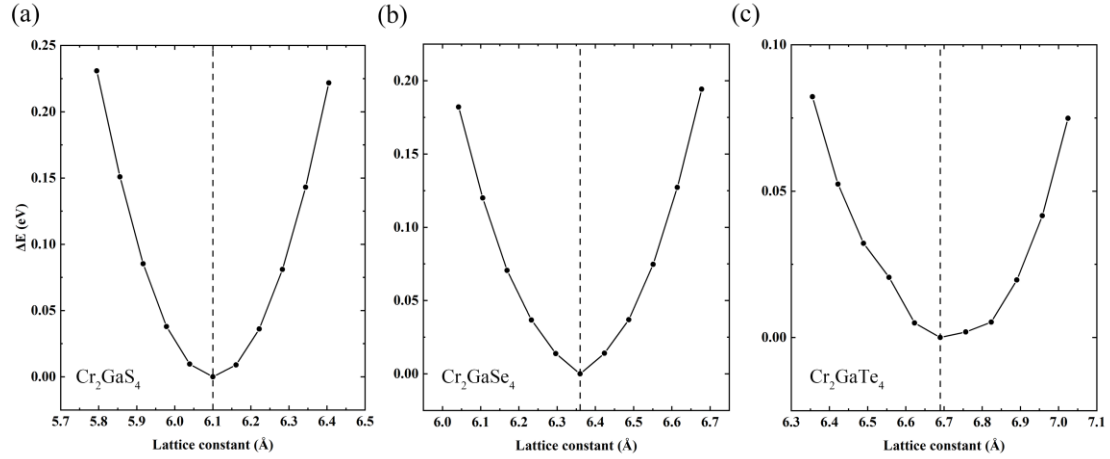 (a)
0.25
0.20
0.15
0.10
0.05
0.00
ΔE (eV)
Cr₂GaS₄
5.7 5.8 5.9 6.0 6.1 6.2 6.3 6.4 6.5
Lattice constant (Å)
(b)
0.20
0.15
0.10
0.05
0.00
Cr₂GaSe₄
6.0 6.1 6.2 6.3 6.4 6.5 6.6 6.7
Lattice constant (Å)
(c)
0.10
0.05
0.00
Cr₂GaTe₄
6.3 6.4 6.5 6.6 6.7 6.8 6.9 7.0 7.1
Lattice constant (Å)